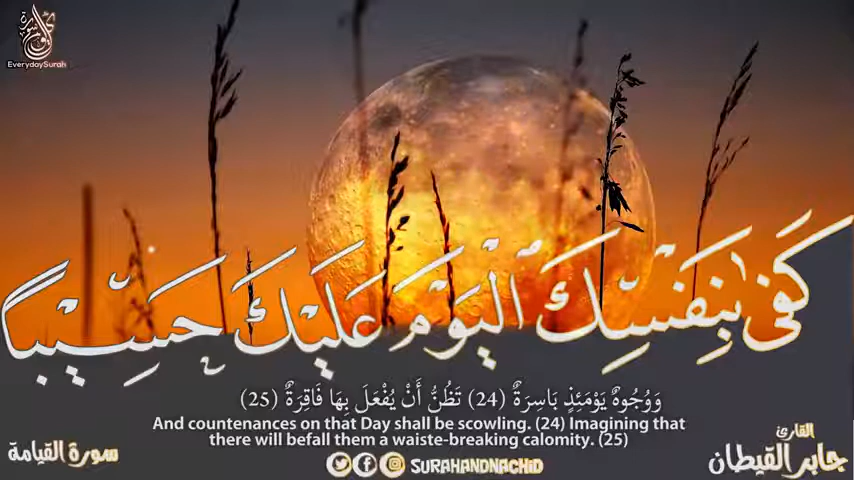 EverydaySurah
كَفَىٰ بِنَفْسِكَ ٱلْيَوْمَ عَلَيْكَ حَسِيبًا
وَوُجُوهٌ يَوْمَئِذٍ بَاسِرَةٌ (24) تَظُنُّ أَنْ يُفْعَلَ بِهَا فَاقِرَةٌ (25)
And countenances on that Day shall be scowling. (24) Imagining that
there will befall them a waiste-breaking calomity. (25)
سورة القيامة
SURAHANDNACHID
القارئ
جابر القيطان